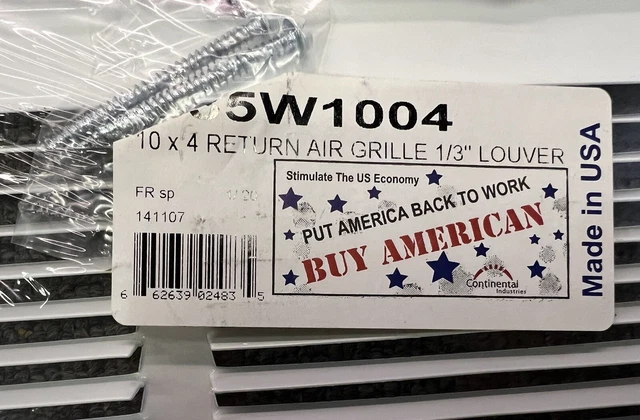 5W1004
10 x 4 RETURN AIR GRILLE 1/3" LOUVER
FR sp
141107
6 62639 02483 5
Stimulate The US Economy
PUT AMERICA BACK TO WORK
BUY AMERICAN
Continental
Industries
Made in USA